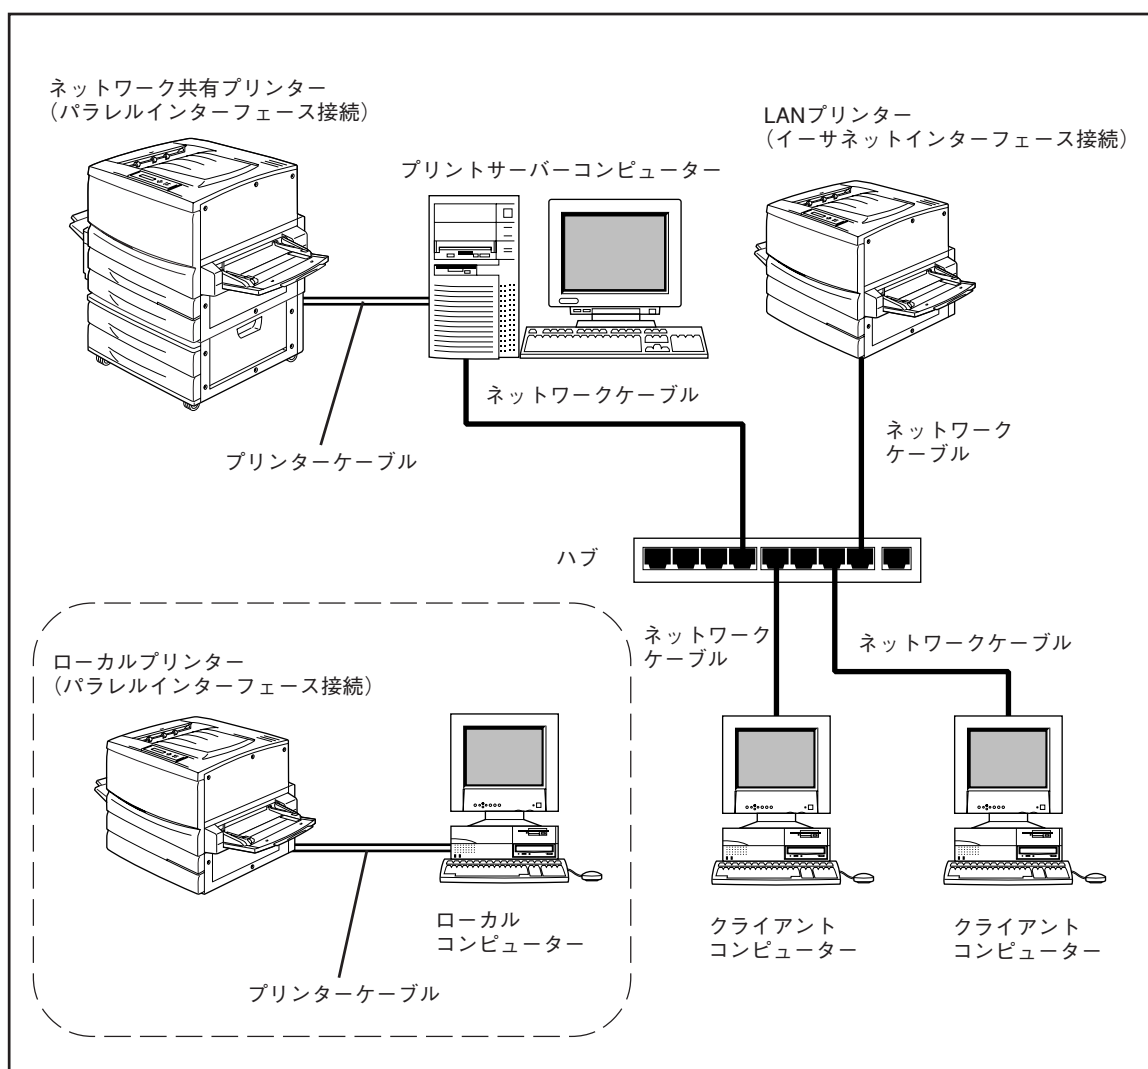 ネットワーク共有プリンター
（パラレルインターフェース接続）
LANプリンター
（イーサネットインターフェース接続）
プリントサーバーコンピューター
ネットワークケーブル
ネットワーク
ケーブル
プリンターケーブル
ハブ
ネットワーク
ケーブル
ネットワークケーブル
ローカルプリンター
（パラレルインターフェース接続）
ローカル
コンピューター
クライアント
コンピューター
クライアント
コンピューター
プリンターケーブル